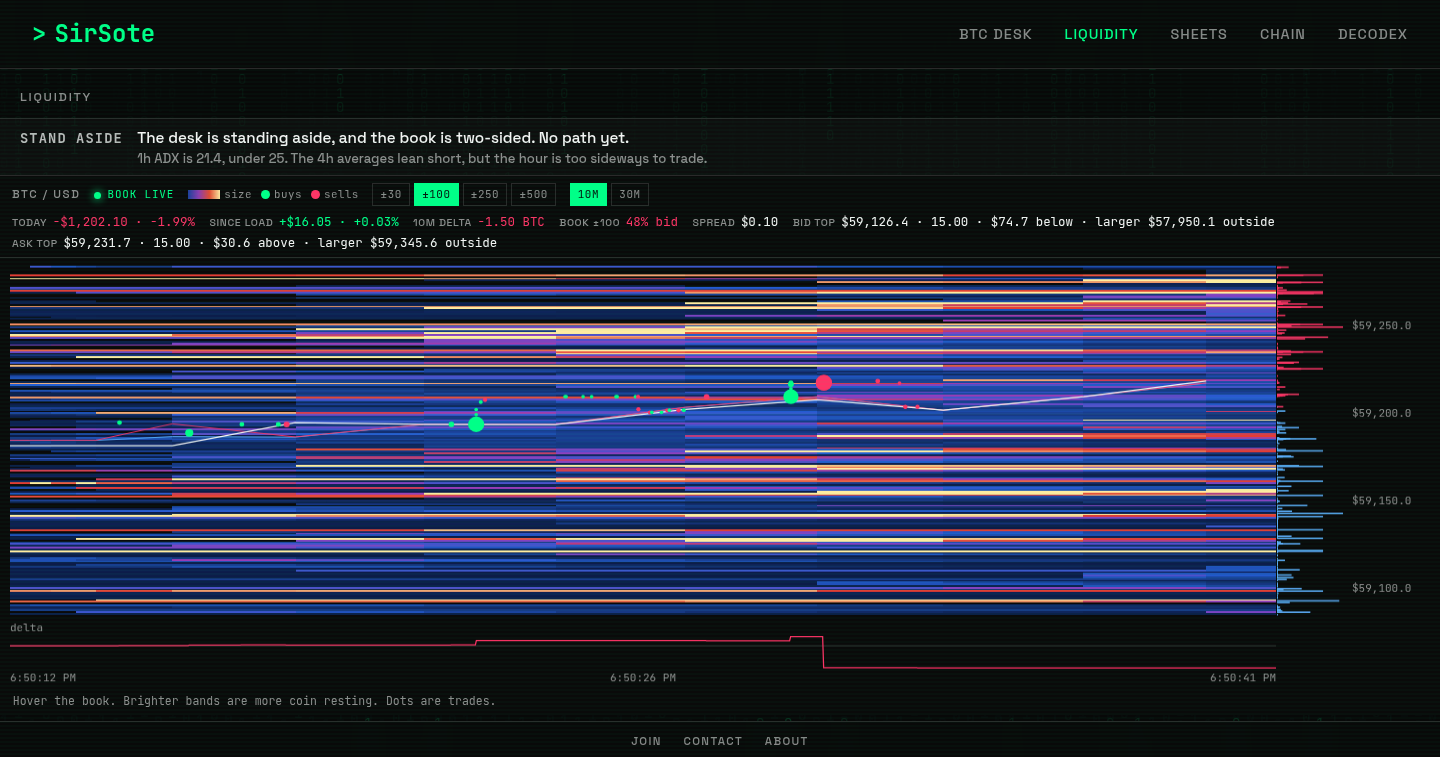 > SirSote
BTC DESK LIQUIDITY SHEETS CHAIN DECODEX
LIQUIDITY
STAND ASIDE The desk is standing aside, and the book is two-sided. No path yet.
1h ADX is 21.4, under 25. The 4h averages lean short, but the hour is too sideways to trade.
BTC / USD BOOK LIVE size buys sells ±30 ±100 ±250 ±500 10M 30M
TODAY -$1,202.10 · -1.99% SINCE LOAD +$16.05 · +0.03% 10M DELTA -1.50 BTC BOOK ±100 48% bid SPREAD $0.10 BID TOP $59,126.4 · 15.00 · $74.7 below · larger $57,950.1 outside
ASK TOP $59,231.7 · 15.00 · $30.6 above · larger $59,345.6 outside
$59,250.0
$59,200.0
$59,150.0
$59,100.0
delta
6:50:12 PM 6:50:26 PM 6:50:41 PM
Hover the book. Brighter bands are more coin resting. Dots are trades.
JOIN CONTACT ABOUT